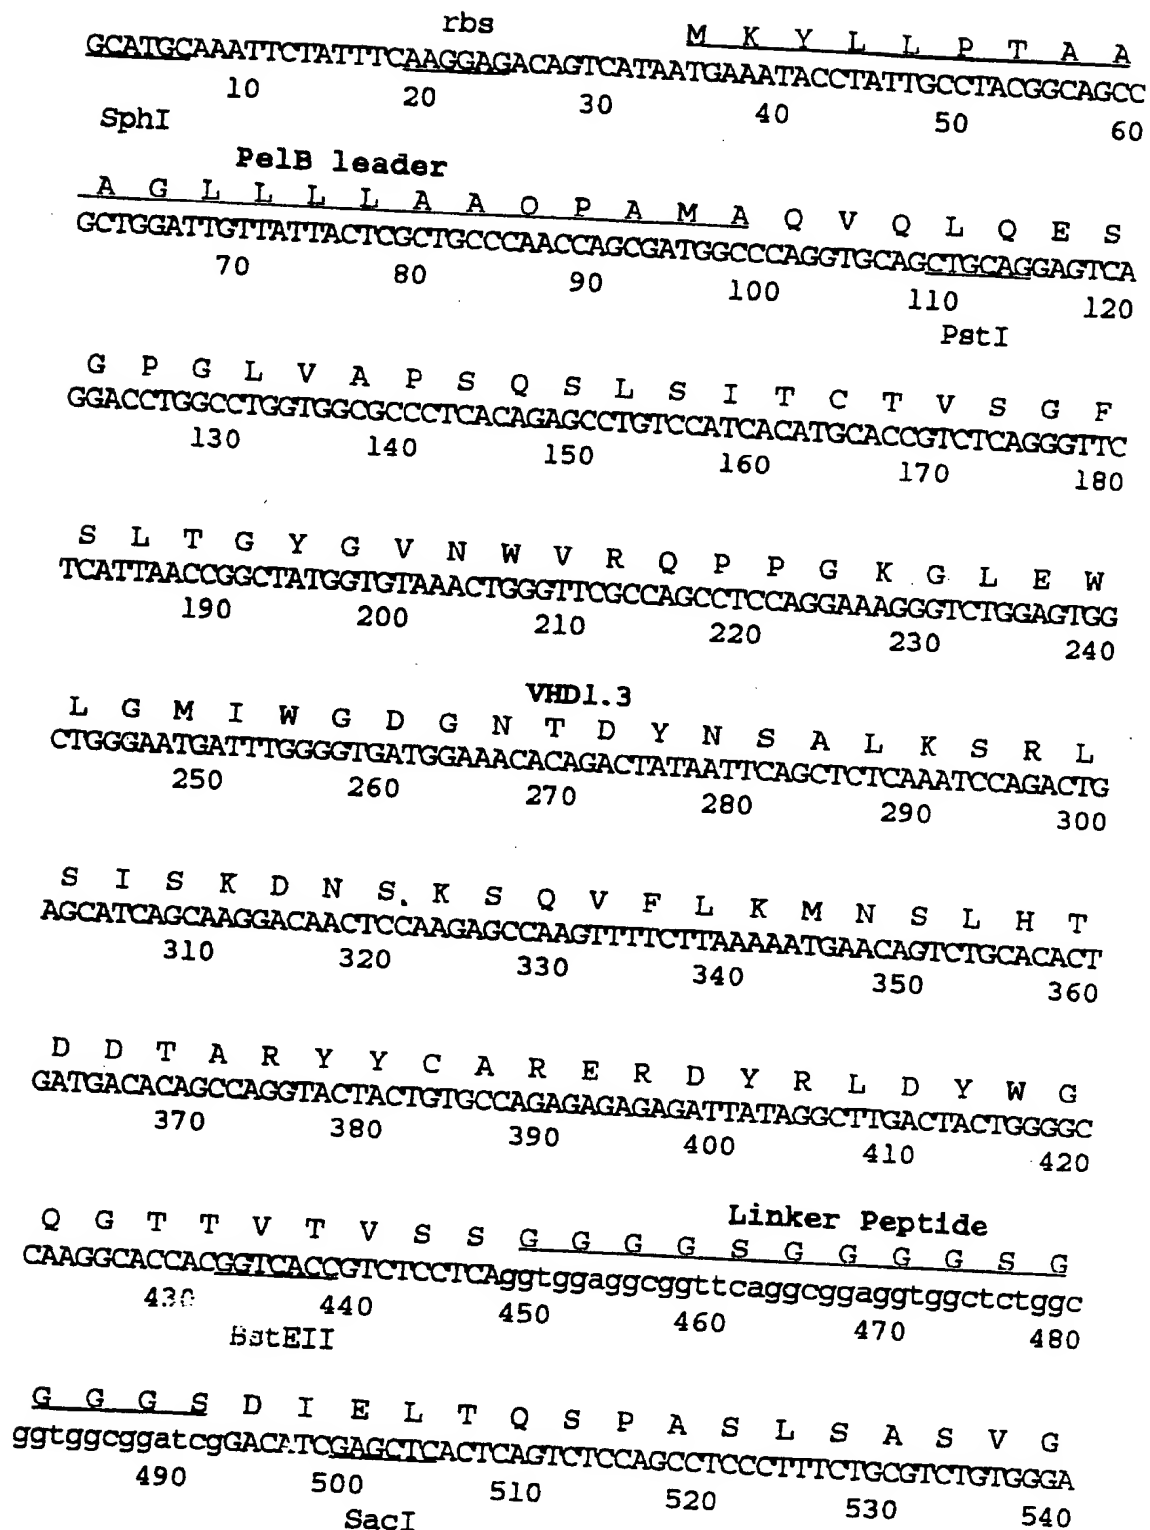 rbs
M K Y L L P T A A
GCATGCAAATTCTATTTCAAGGAGACAGTCATAATGAAATACCTATTGCCTACGGCAGCC
10 20 30 40 50 60
SphI
PelB leader
A G L L L L A A Q P A M A Q V Q L Q E S
GCTGGATTGTTATTACTCGCTGCCCAACCAGCGATGGCCCAGGTGCAGCTGCAGGAGTCA
70 80 90 100 110 120
PstI
G P G L V A P S Q S L S I T C T V S G F
GGACCTGGCCTGGTGGCGCCCTCACAGAGCCTGTCCATCACATGCACCGTCTCAGGGTTC
130 140 150 160 170 180
S L T G Y G V N W V R Q P P G K G L E W
TCATTAACCGGCTATGGTGTAAACTGGGTTCGCCAGCCTCCAGGAAAGGGTCTGGAGTGG
190 200 210 220 230 240
VHD1.3
L G M I W G D G N T D Y N S A L K S R L
CTGGGAATGATTTGGGGTGATGGAAACACAGACTATAATTCAGCTCTCAAATCCAGACTG
250 260 270 280 290 300
S I S K D N S K S Q V F L K M N S L H T
AGCATCAGCAAGGACAACTCCAAGAGCCAAGTTTTCTTAAAAATGAACAGTCTGCACACT
310 320 330 340 350 360
D D T A R Y Y C A R E R D Y R L D Y W G
GATGACACAGCCAGGTACTACTGTGCCAGAGAGAGAGATTATAGGCTTGACTACTGGGGC
370 380 390 400 410 420
Linker Peptide
Q G T T V T V S S G G G G S G G G G S G
CAAGGCACCACGGTCACCGTCTCCTCAggtggaggcggttcaggcggaggtggctctggc
430 440 450 460 470 480
BstEII
G G G S D I E L T Q S P A S L S A S V G
ggtggcggatcgGACATCGAGCTCACTCAGTCTCCAGCCTCCCTTTCTGCGTCTGTGGGA
490 500 510 520 530 540
SacI